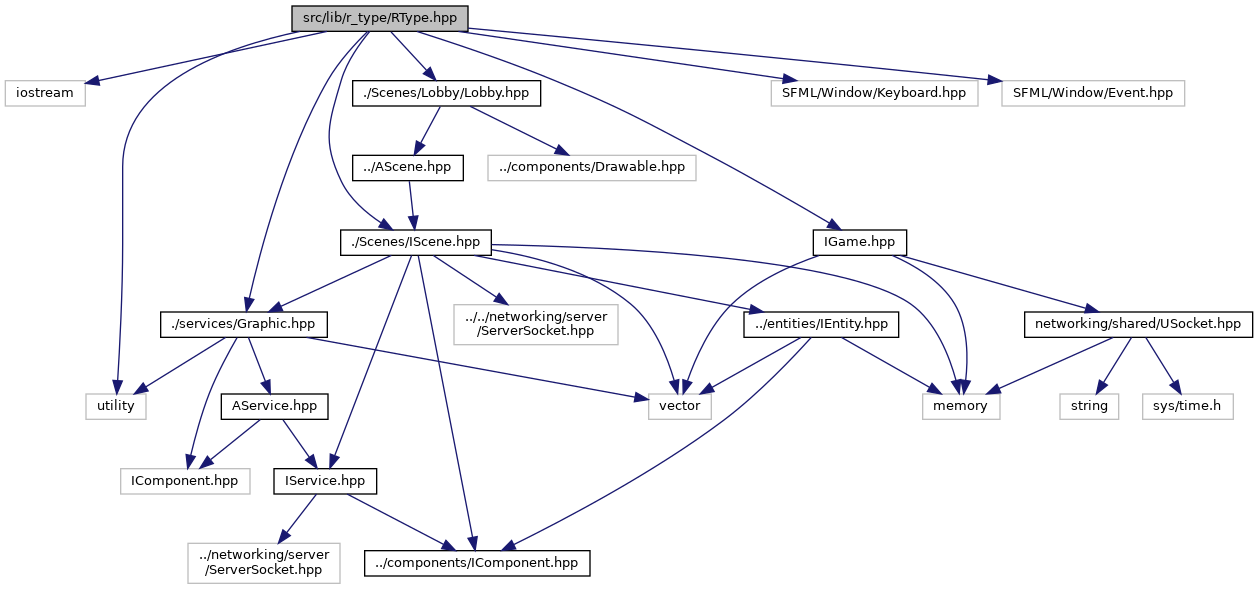 src/lib/r_type/RType.hpp
iostream
./Scenes/Lobby/Lobby.hpp
SFML/Window/Keyboard.hpp
SFML/Window/Event.hpp
../AScene.hpp
../components/Drawable.hpp
./Scenes/IScene.hpp
IGame.hpp
./services/Graphic.hpp
../../networking/server
/ServerSocket.hpp
../entities/IEntity.hpp
networking/shared/USocket.hpp
utility
AService.hpp
vector
memory
string
sys/time.h
IComponent.hpp
IService.hpp
../networking/server
/ServerSocket.hpp
../components/IComponent.hpp